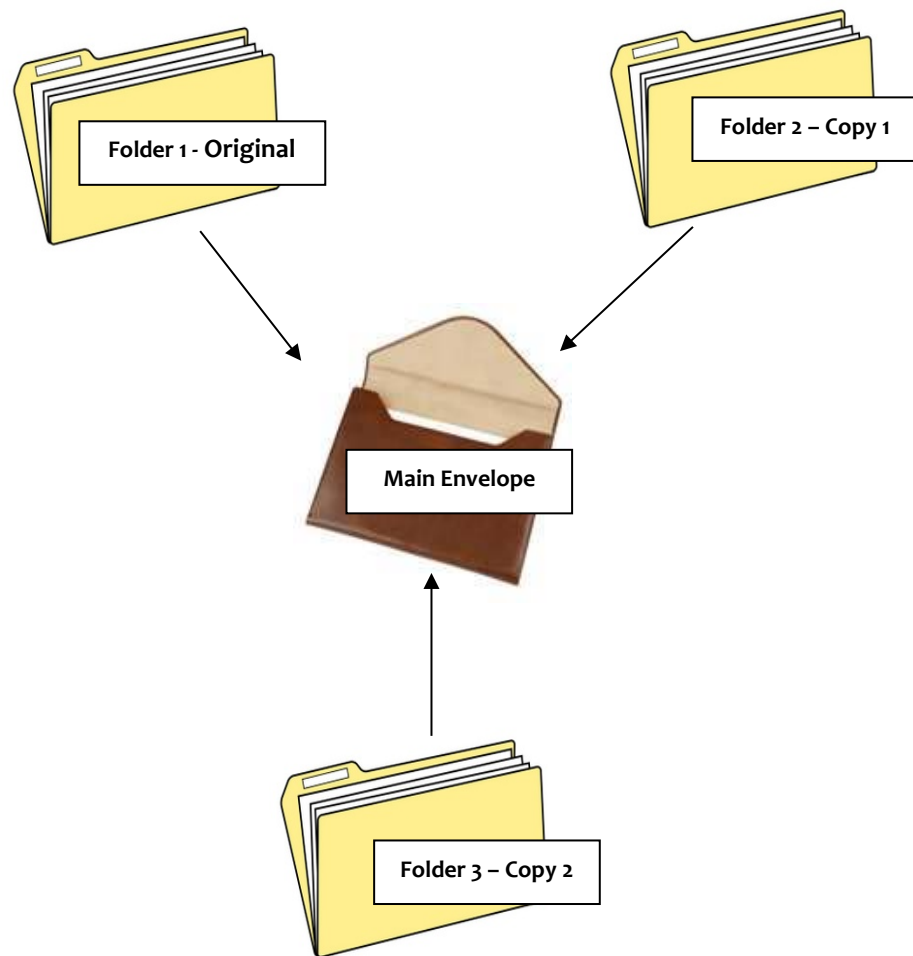 Folder 1 - Original
Folder 2 – Copy 1
Main Envelope
Folder 3 – Copy 2